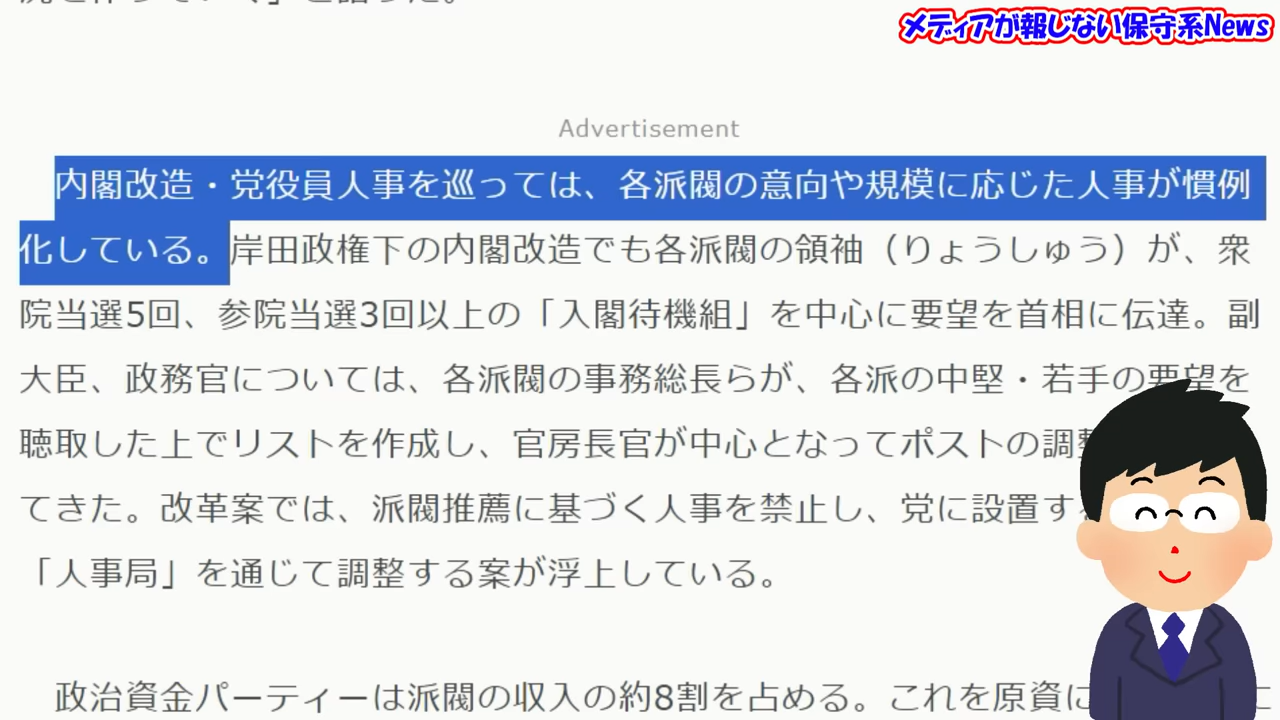 流を作っていく」と語った。
メディアが報じない保守系News
Advertisement
内閣改造・党役員人事を巡っては、各派閥の意向や規模に応じた人事が慣例
化している。岸田政権下の内閣改造でも各派閥の領袖（りょうしゅう）が、衆
院当選5回、参院当選3回以上の「入閣待機組」を中心に要望を首相に伝達。副
大臣、政務官については、各派閥の事務総長らが、各派の中堅・若手の要望を
聴取した上でリストを作成し、官房長官が中心となってポストの調整
てきた。改革案では、派閥推薦に基づく人事を禁止し、党に設置す
「人事局」を通じて調整する案が浮上している。
政治資金パーティーは派閥の収入の約8割を占める。これを原資に